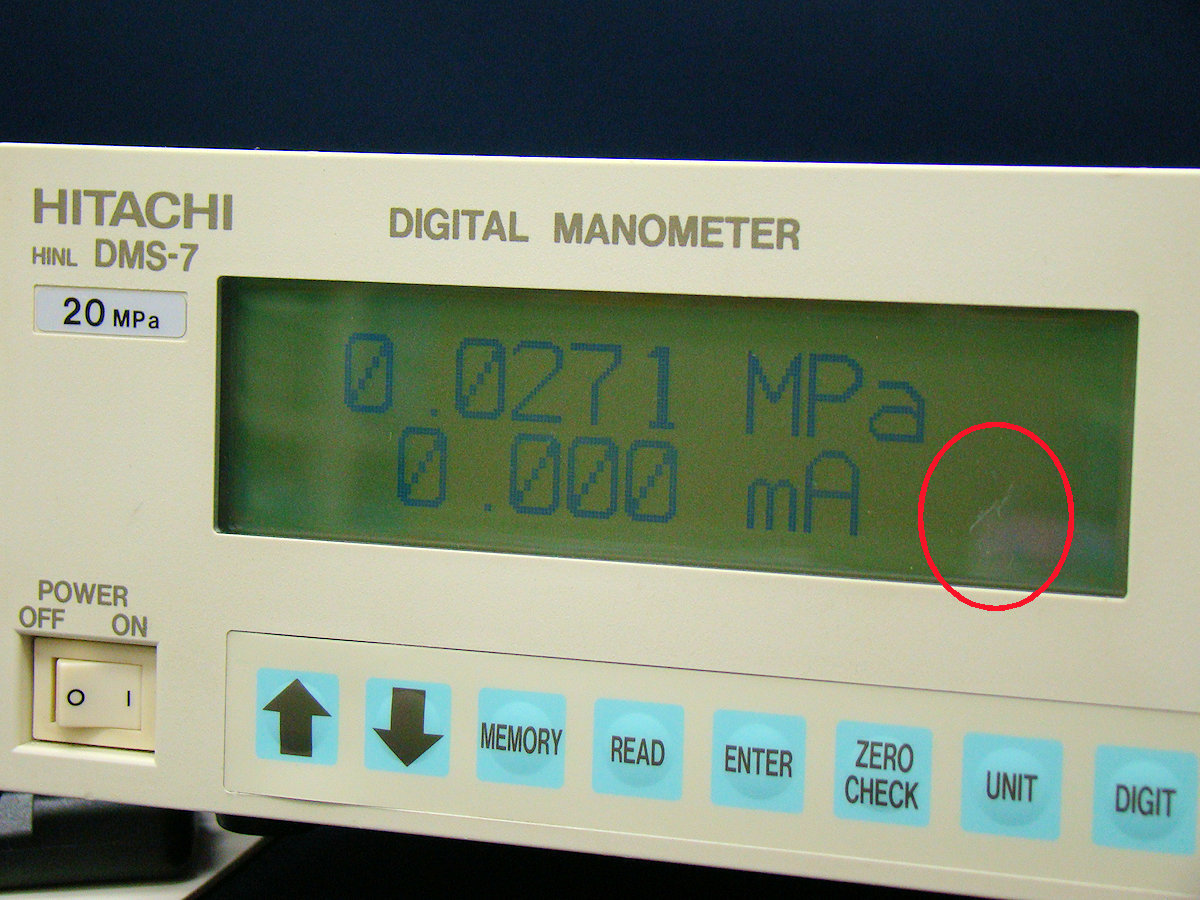 HITACHI
HINL DMS-7
DIGITAL MANOMETER
20 MPa
0.0271 MPa
0.000 mA
POWER
OFF ON
O I
MEMORY
READ
ENTER
ZERO
CHECK
UNIT
DIGIT